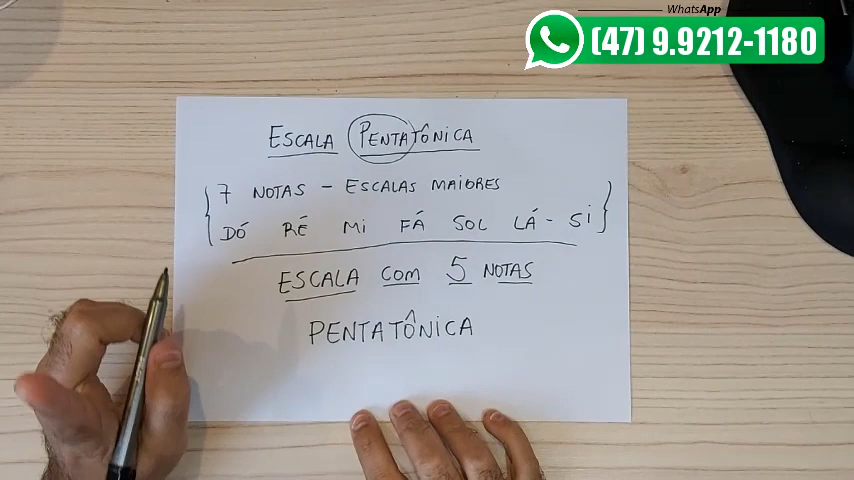 WhatsApp
(47) 9.9212-1180
ESCALA PENTATÔNICA
7 NOTAS - ESCALAS MAIORES
DÓ RÉ Mi FÁ SOL LÁ - Si
ESCALA COM 5 NOTAS
PENTATÔNiCA